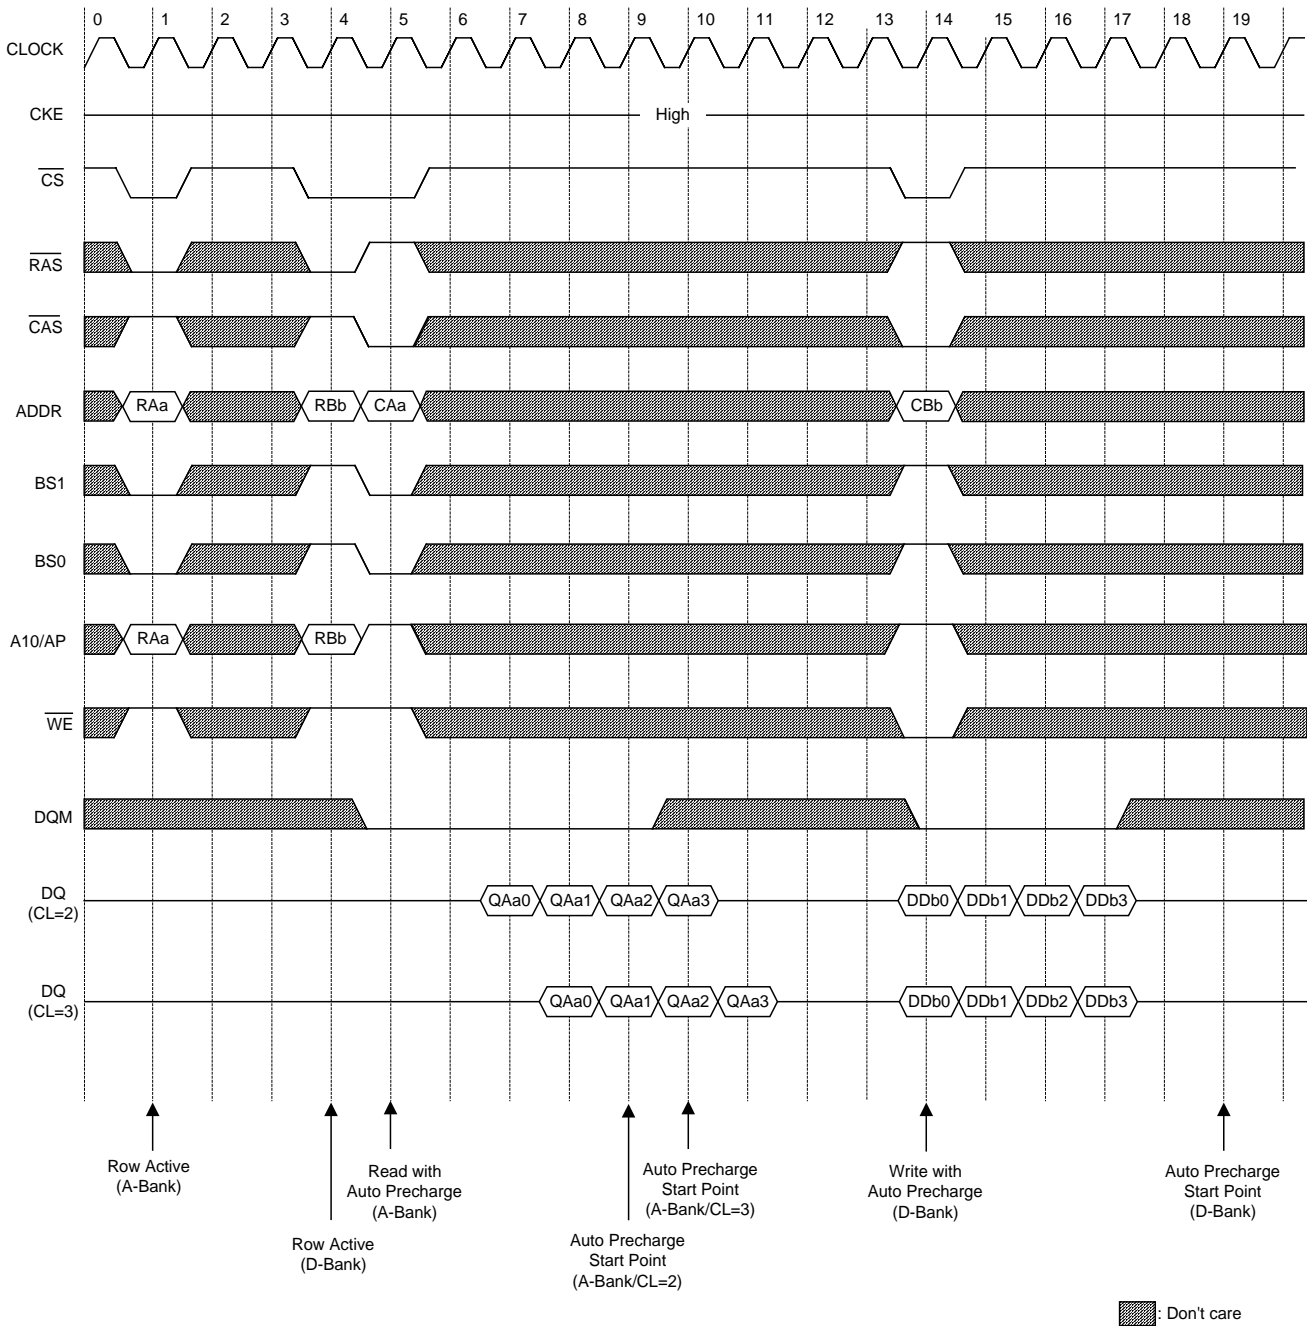 0 1 2 3 4 5 6 7 8 9 10 11 12 13 14 15 16 17 18 19
CLOCK
CKE High
CS
RAS
CAS
ADDR RAa RBb CAa CBb
BS1
BS0
A10/AP RAa RBb
WE
DQM
DQ
(CL=2)
QAa0 QAa1 QAa2 QAa3 DDb0 DDb1 DDb2 DDb3
DQ
(CL=3)
QAa0 QAa1 QAa2 QAa3 DDb0 DDb1 DDb2 DDb3
Row Active
(A-Bank)
Row Active
(D-Bank)
Read with
Auto Precharge
(A-Bank)
Auto Precharge
Start Point
(A-Bank/CL=2)
Auto Precharge
Start Point
(A-Bank/CL=3)
Write with
Auto Precharge
(D-Bank)
Auto Precharge
Start Point
(D-Bank)
: Don't care